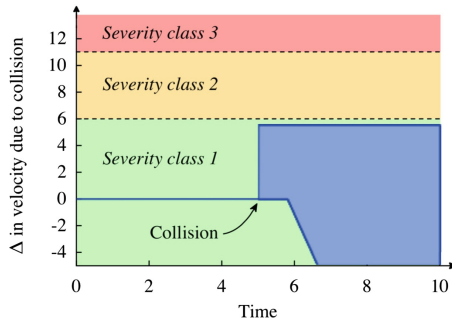 Severity class 3
Severity class 2
Severity class 1
Collision
Δ in velocity due to collision
12
10
8
6
4
2
0
-2
-4
0 2 4 6 8 10
Time